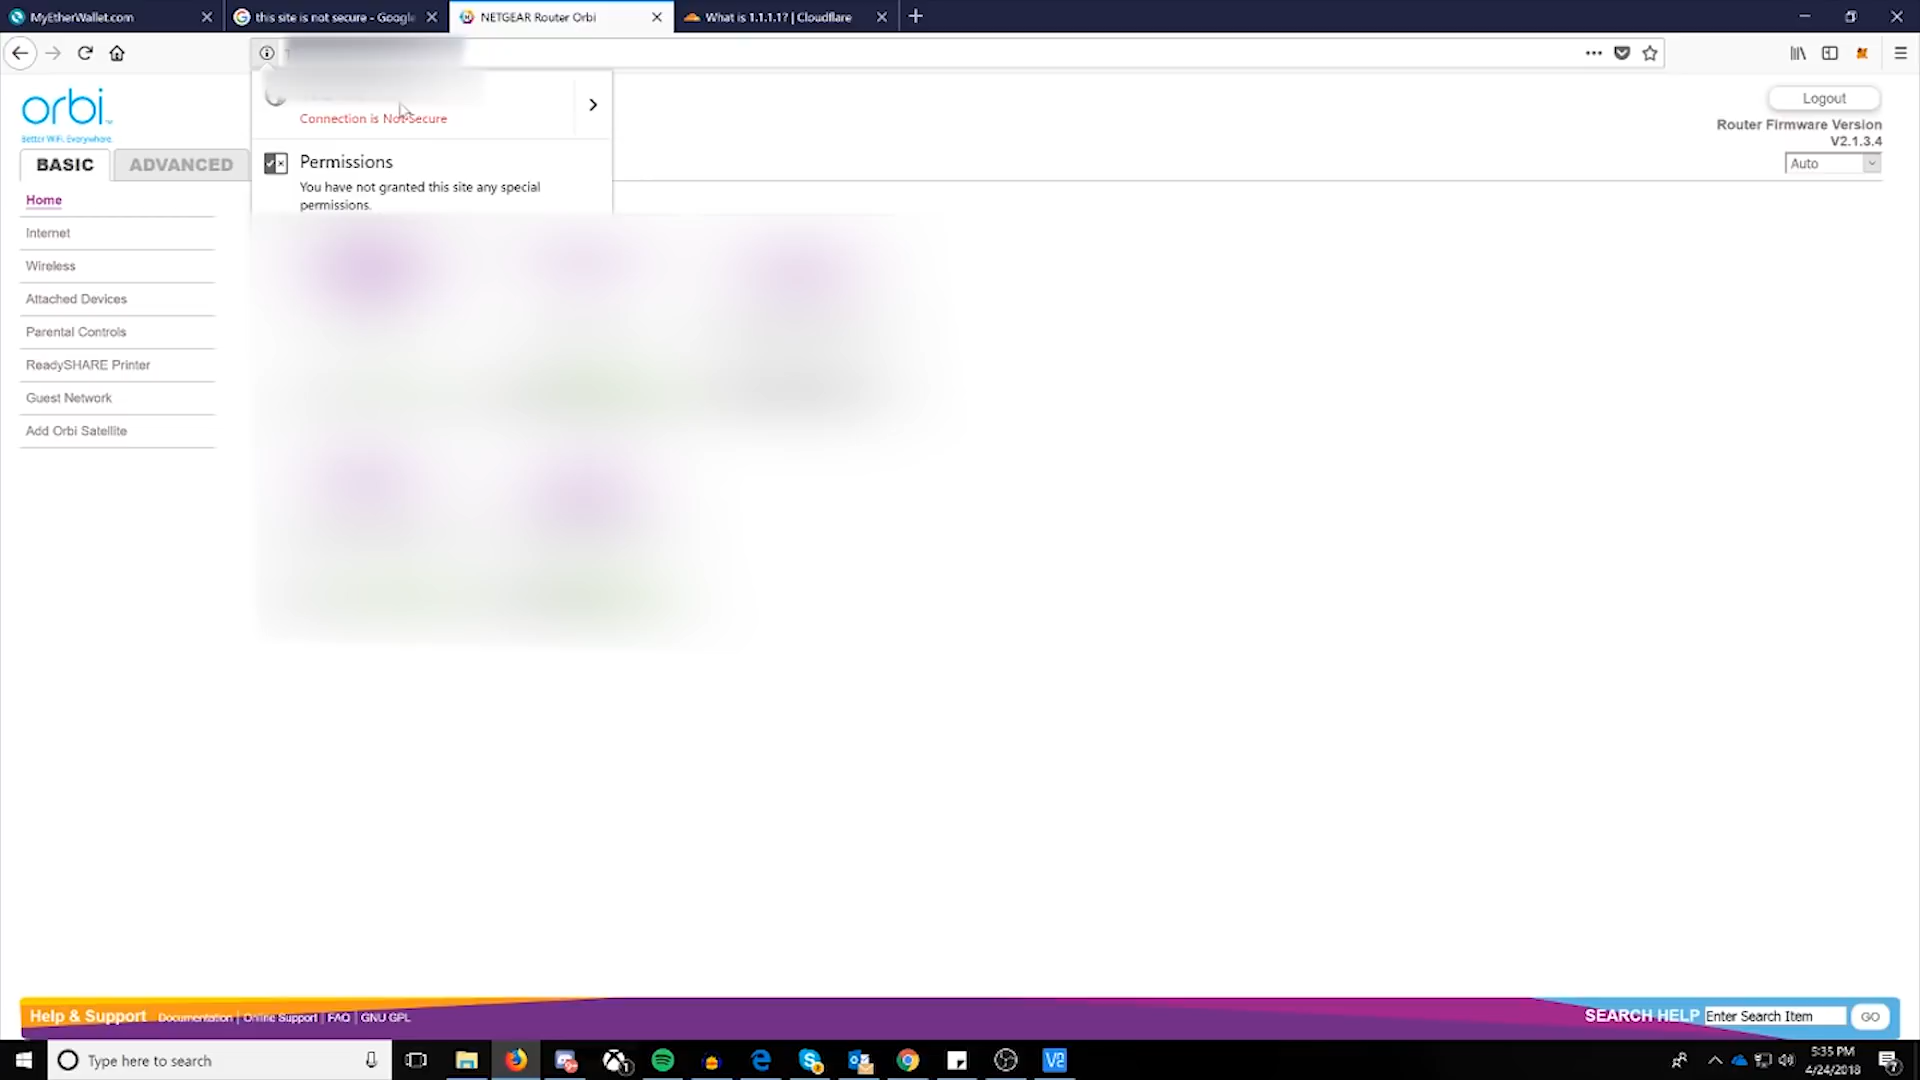 MyEtherWallet.com
this site is not secure - Google
NETGEAR Router Orbi
What is 1.1.1.1? | Cloudflare
orbi
Better WiFi. Everywhere.
Connection is Not Secure
Permissions
You have not granted this site any special
permissions.
Logout
Router Firmware Version
V2.1.3.4
Auto
BASIC
ADVANCED
Home
Internet
Wireless
Attached Devices
Parental Controls
ReadySHARE Printer
Guest Network
Add Orbi Satellite
Help & Support Documentation | Online Support | FAQ | GNU GPL
SEARCH HELP Enter Search Item GO
Type here to search
V2
5:35 PM
4/24/2018